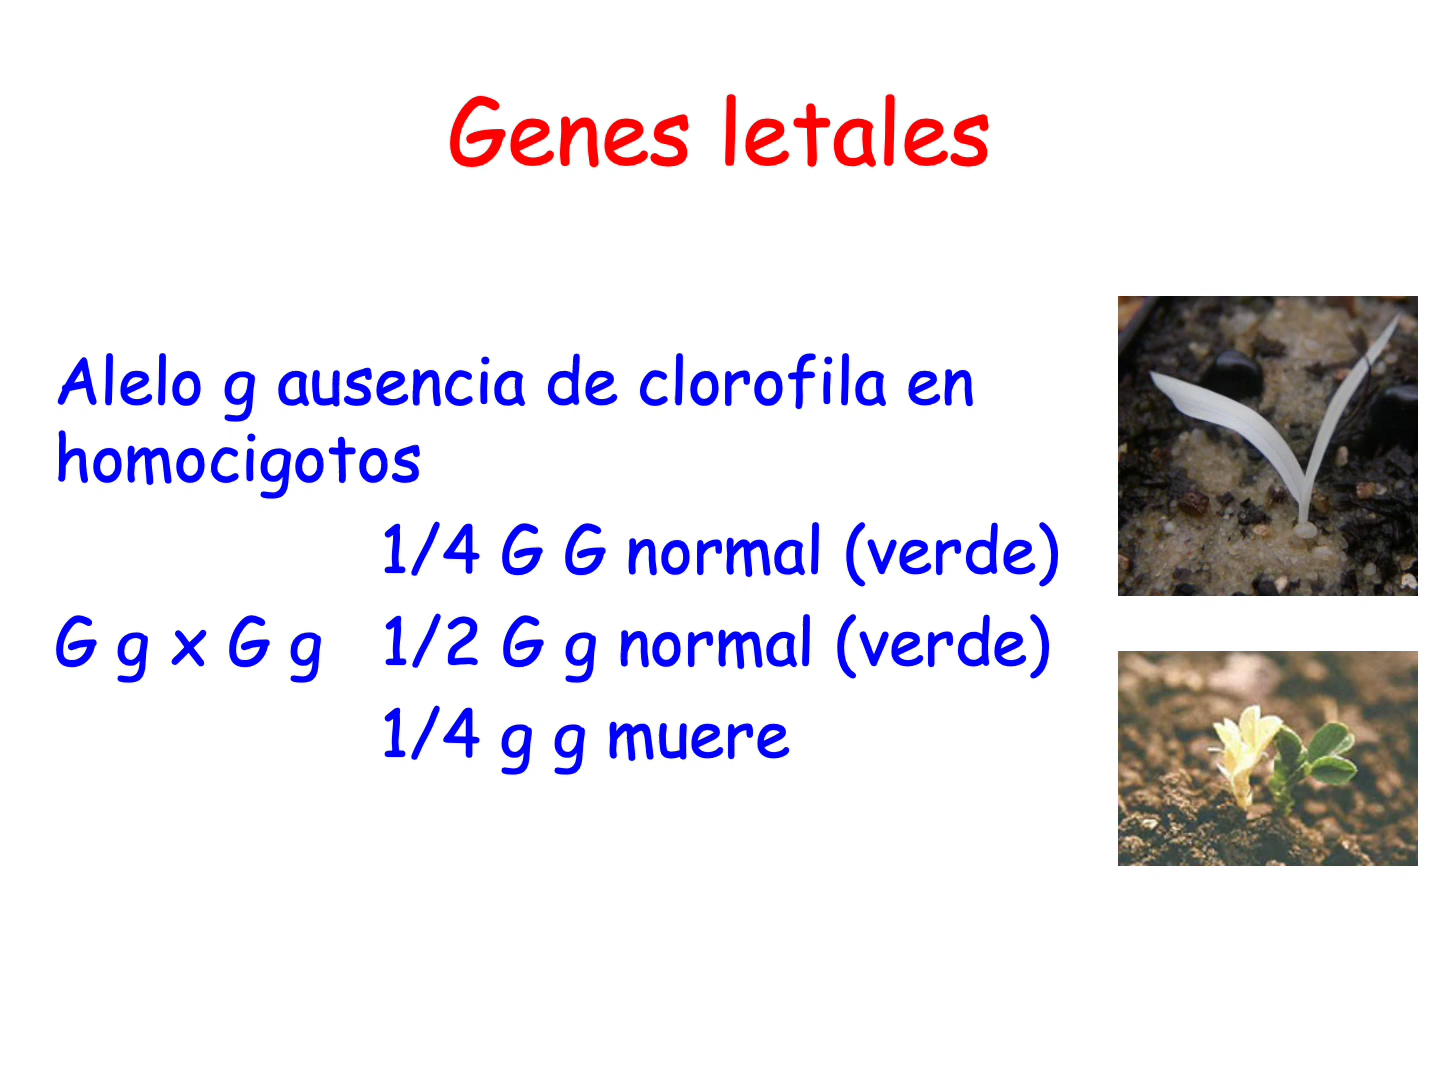 Genes letales
Alelo g ausencia de clorofila en
homocigotos
1/4 G G normal (verde)
G g x G g 1/2 G g normal (verde)
1/4 g g muere